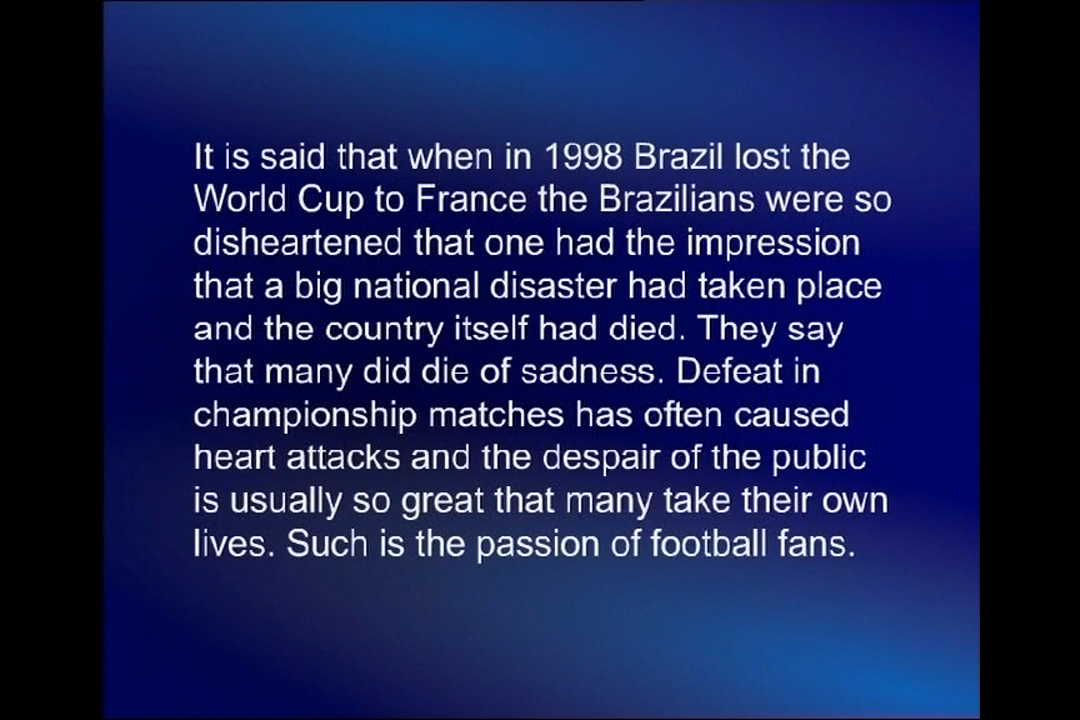 It is said that when in 1998 Brazil lost the
World Cup to France the Brazilians were so
disheartened that one had the impression
that a big national disaster had taken place
and the country itself had died. They say
that many did die of sadness. Defeat in
championship matches has often caused
heart attacks and the despair of the public
is usually so great that many take their own
lives. Such is the passion of football fans.